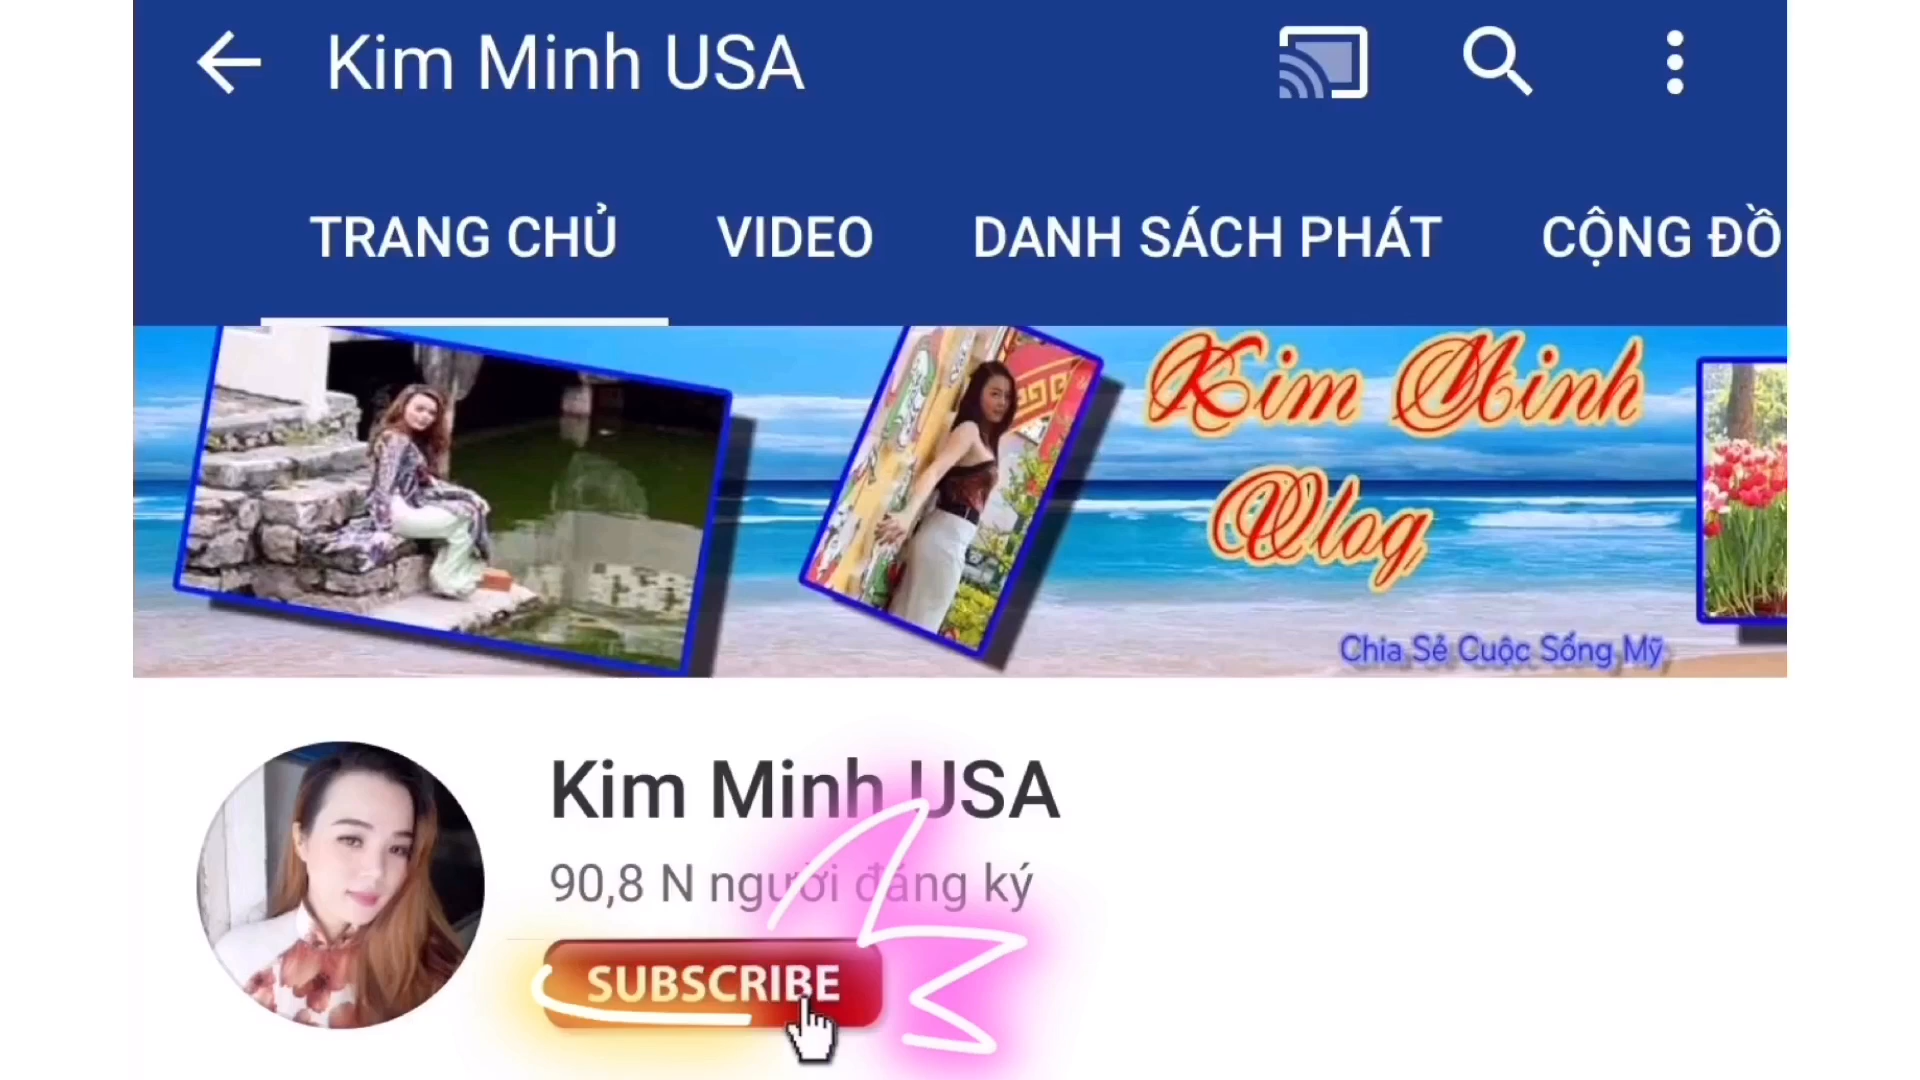 Kim Minh USA
TRANG CHỦ VIDEO DANH SÁCH PHÁT CỘNG ĐỒ
Kim Minh
Vlog
Chia Sẻ Cuộc Sống Mỹ
Kim Minh USA
90,8 N người đăng ký
SUBSCRIBE